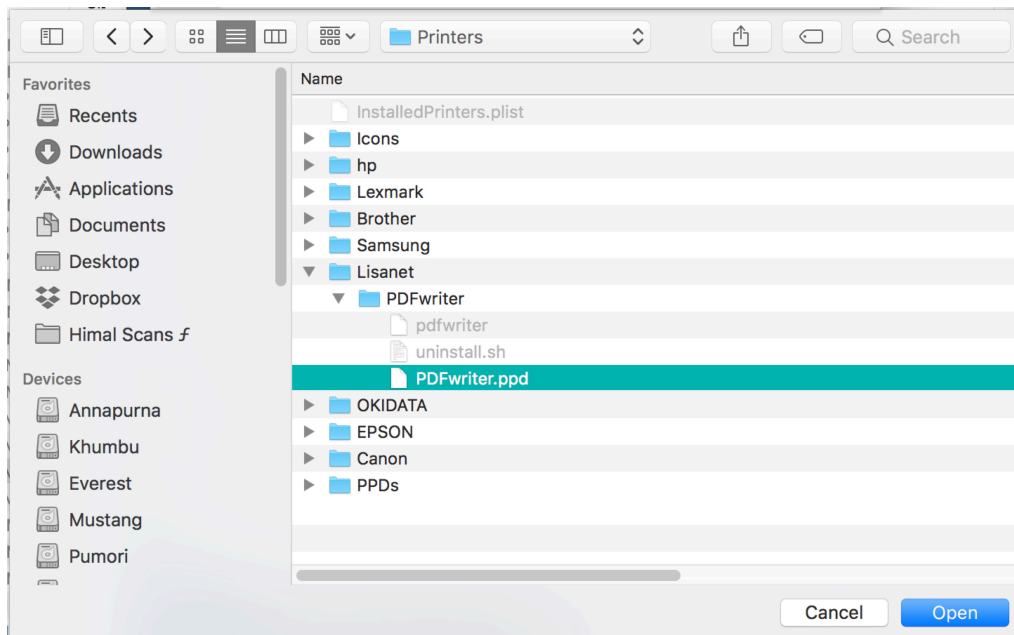 Printers
Search
Favorites
Recents
Downloads
Applications
Documents
Desktop
Dropbox
Himal Scans ƒ
Devices
Annapurna
Khumbu
Everest
Mustang
Pumori
Name
InstalledPrinters.plist
Icons
hp
Lexmark
Brother
Samsung
Lisanet
PDFwriter
pdfwriter
uninstall.sh
PDFwriter.ppd
OKIDATA
EPSON
Canon
PPDs
Cancel
Open